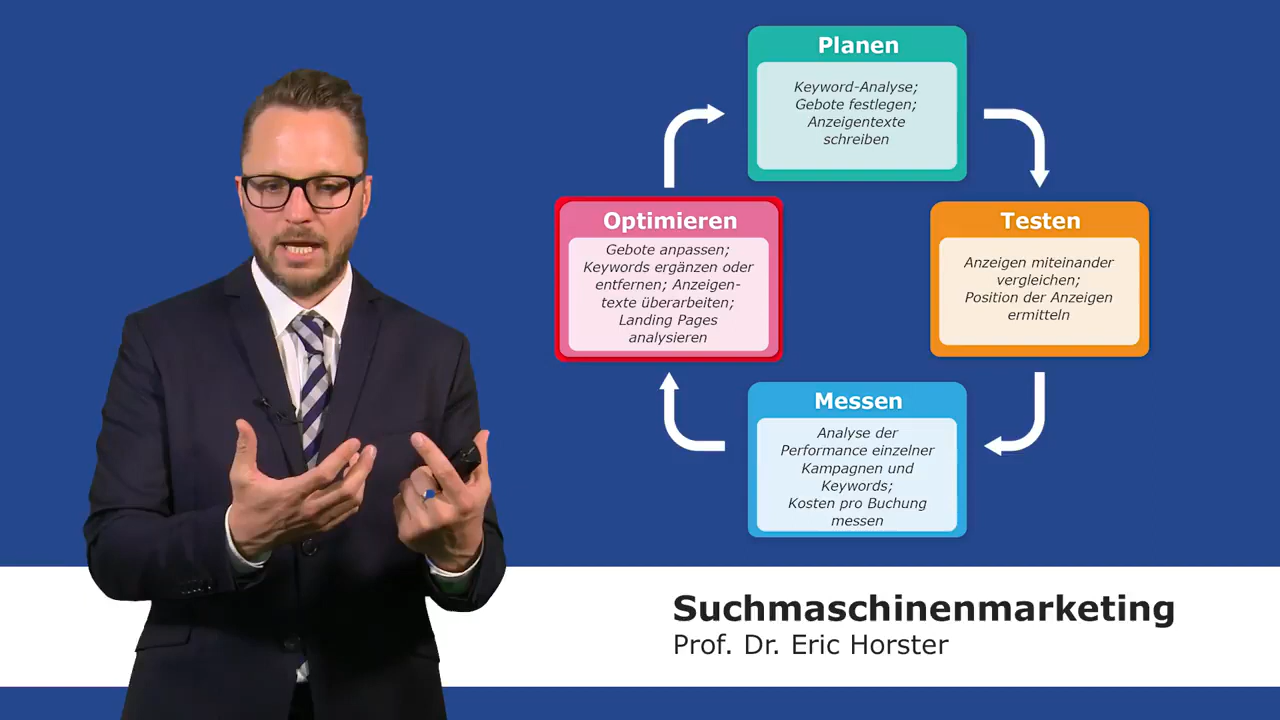 Planen
Keyword-Analyse;
Gebote festlegen;
Anzeigentexte
schreiben
Optimieren
Gebote anpassen;
Keywords ergänzen oder
entfernen; Anzeigen-
texte überarbeiten;
Landing Pages
analysieren
Testen
Anzeigen miteinander
vergleichen;
Position der Anzeigen
ermitteln
Messen
Analyse der
Performance einzelner
Kampagnen und
Keywords;
Kosten pro Buchung
messen
Suchmaschinenmarketing
Prof. Dr. Eric Horster